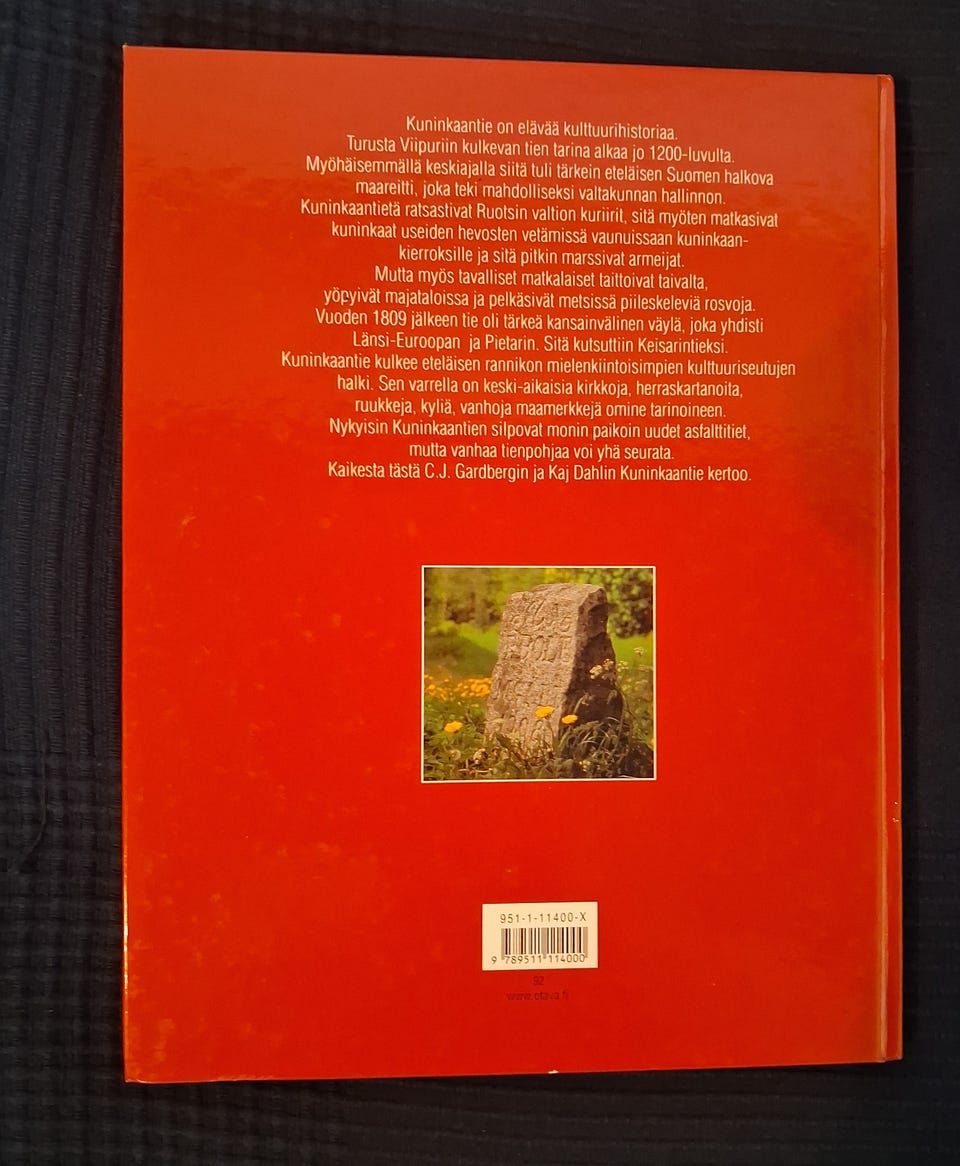 Kuninkaantie on elävää kulttuurihistoriaa.
Turusta Viipuriin kulkevan tien tarina alkaa jo 1200-luvulta.
Myöhäisemmällä keskiajalla siitä tuli tärkein eteläisen Suomen halkova
maareitti, joka teki mahdolliseksi valtakunnan hallinnon.
Kuninkaantietä ratsastivat Ruotsin valtion kuriirit, sitä myöten matkasivat
kuninkaat useiden hevosten vetämissä vaunuissaan kuninkaan-
kierroksille ja sitä pitkin marssivat armeijat.
Mutta myös tavalliset matkalaiset taittoivat taivalta,
yöpyivät majataloissa ja pelkäsivät metsissä piileskeleviä rosvoja.
Vuoden 1809 jälkeen tie oli tärkeä kansainvälinen väylä, joka yhdisti
Länsi-Euroopan ja Pietarin. Sitä kutsuttiin Keisarintieksi.
Kuninkaantie kulkee eteläisen rannikon mielenkiintoisimpien kulttuuriseutujen
halki. Sen varrella on keski-aikaisia kirkkoja, herraskartanoita,
ruukkeja, kyliä, vanhoja maamerkkejä omine tarinoineen.
Nykyisin Kuninkaantien silpovat monin paikoin uudet asfalttitiet,
mutta vanhaa tienpohjaa voi yhä seurata.
Kaikesta tästä C.J. Gardbergin ja Kaj Dahlin Kuninkaantie kertoo.
951-1-11400-X
9 789511 114000
92
www.otava.fi